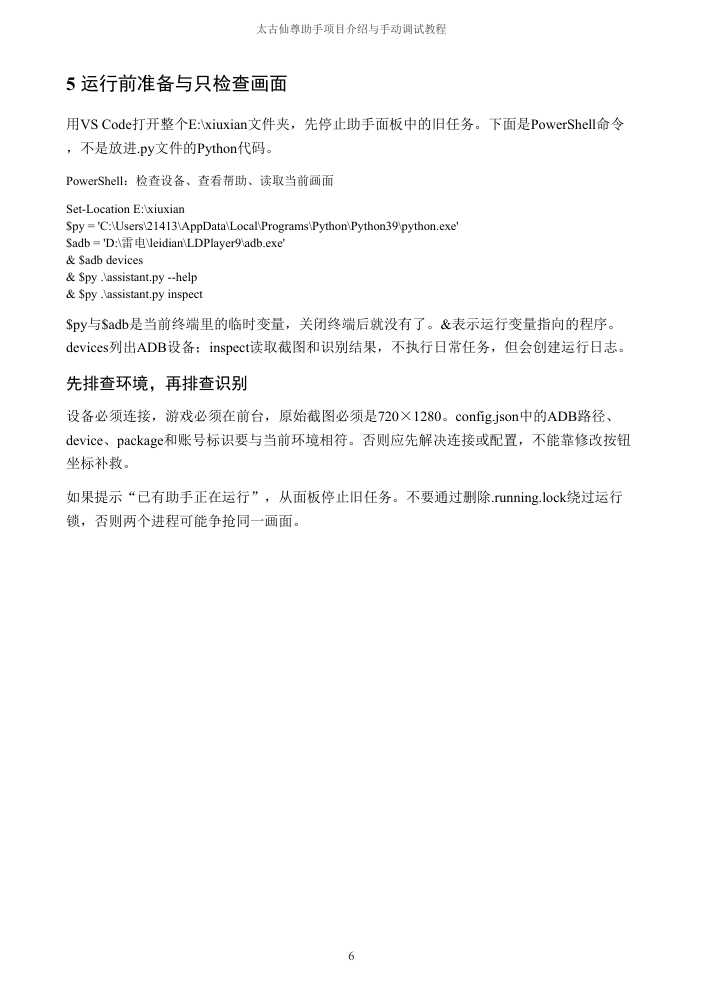 太古仙尊助手项目介绍与手动调试教程
5 运行前准备与只检查画面
用VS Code打开整个E:\xiuxian文件夹，先停止助手面板中的旧任务。下面是PowerShell命令
，不是放进.py文件的Python代码。
PowerShell：检查设备、查看帮助、读取当前画面
Set-Location E:\xiuxian
$py = 'C:\Users\21413\AppData\Local\Programs\Python\Python39\python.exe'
$adb = 'D:\雷电\leidian\LDPlayer9\adb.exe'
& $adb devices
& $py .\assistant.py --help
& $py .\assistant.py inspect
$py与$adb是当前终端里的临时变量，关闭终端后就没有了。&表示运行变量指向的程序。
devices列出ADB设备；inspect读取截图和识别结果，不执行日常任务，但会创建运行日志。
先排查环境，再排查识别
设备必须连接，游戏必须在前台，原始截图必须是720×1280。config.json中的ADB路径、
device、package和账号标识要与当前环境相符。否则应先解决连接或配置，不能靠修改按钮
坐标补救。
如果提示“已有助手正在运行”，从面板停止旧任务。不要通过删除.running.lock绕过运行
锁，否则两个进程可能争抢同一画面。
6